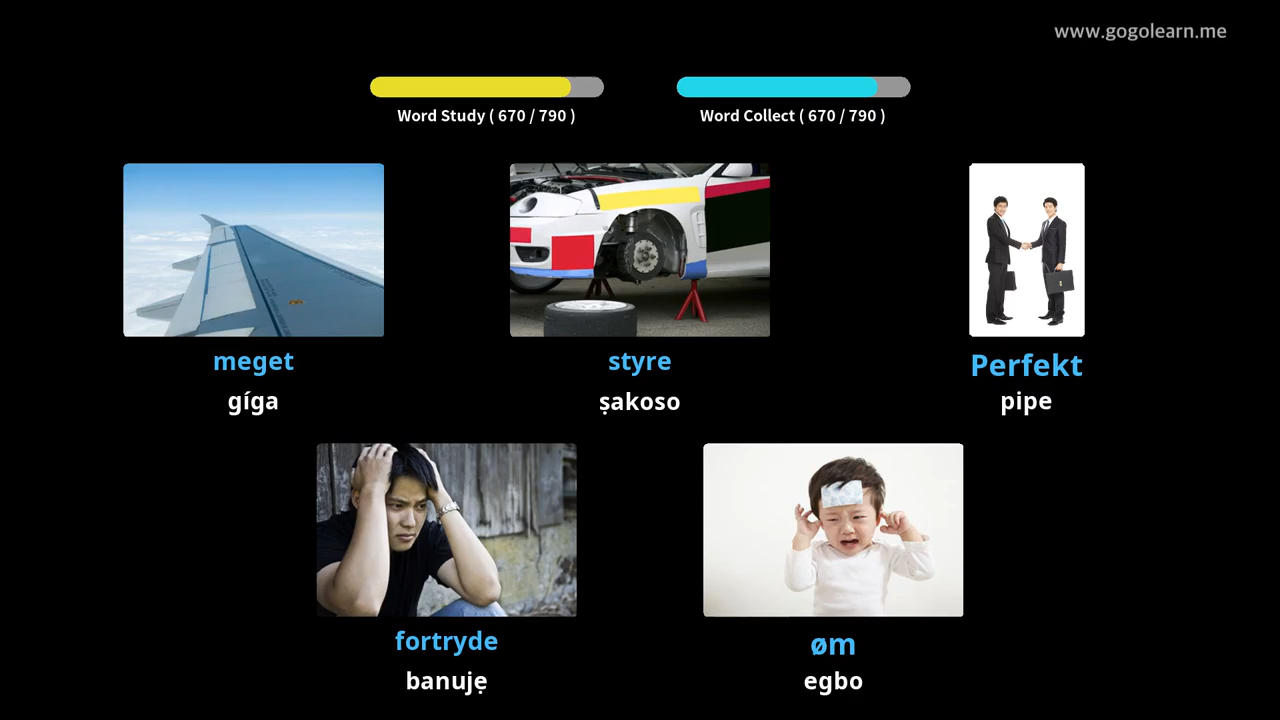 www.gogolearn.me
Word Study ( 670 / 790 )
Word Collect ( 670 / 790 )
meget
gíga
styre
ṣakoso
Perfekt
pipe
fortryde
banujẹ
øm
egbo